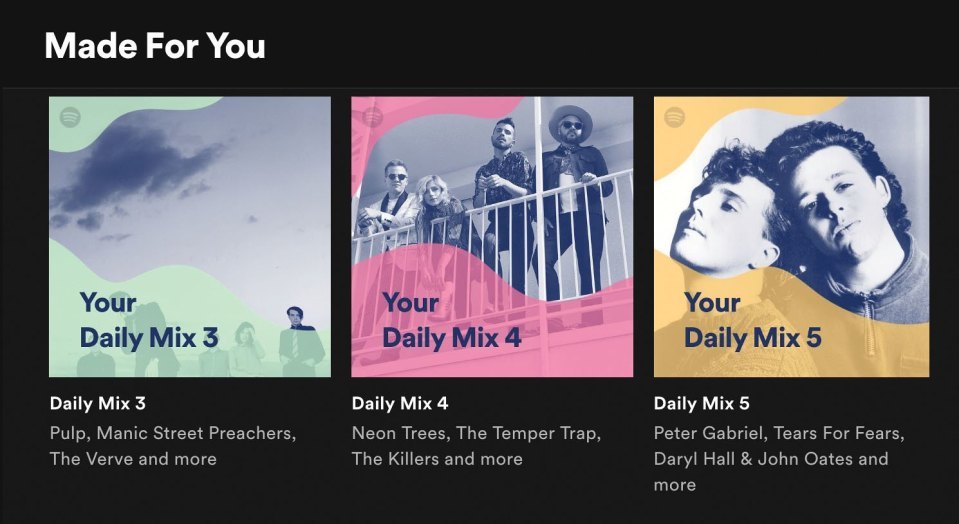 Made For You
Your
Daily Mix 3
Your
Daily Mix 4
Your
Daily Mix 5
Daily Mix 3
Pulp, Manic Street Preachers,
The Verve and more
Daily Mix 4
Neon Trees, The Temper Trap,
The Killers and more
Daily Mix 5
Peter Gabriel, Tears For Fears,
Daryl Hall & John Oates and
more